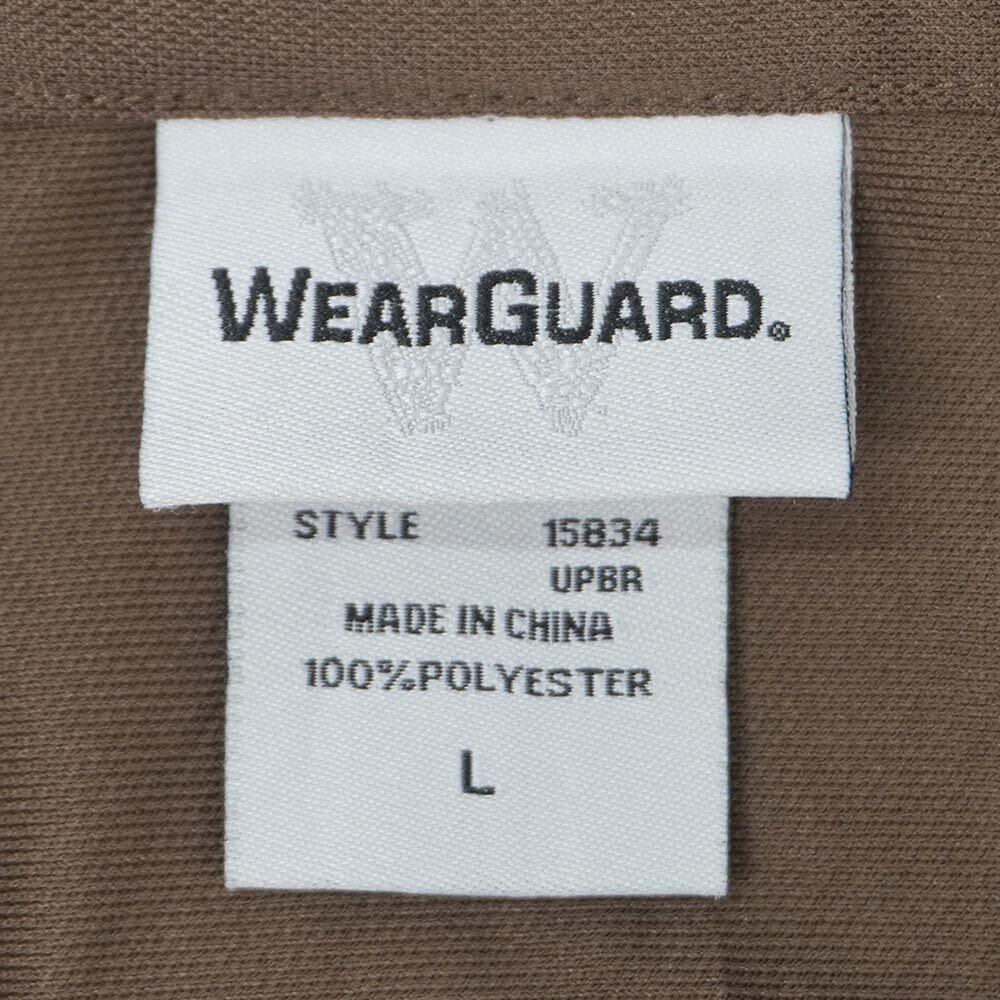 W
WEARGUARD®
STYLE 15834
UPBR
MADE IN CHINA
100%POLYESTER
L